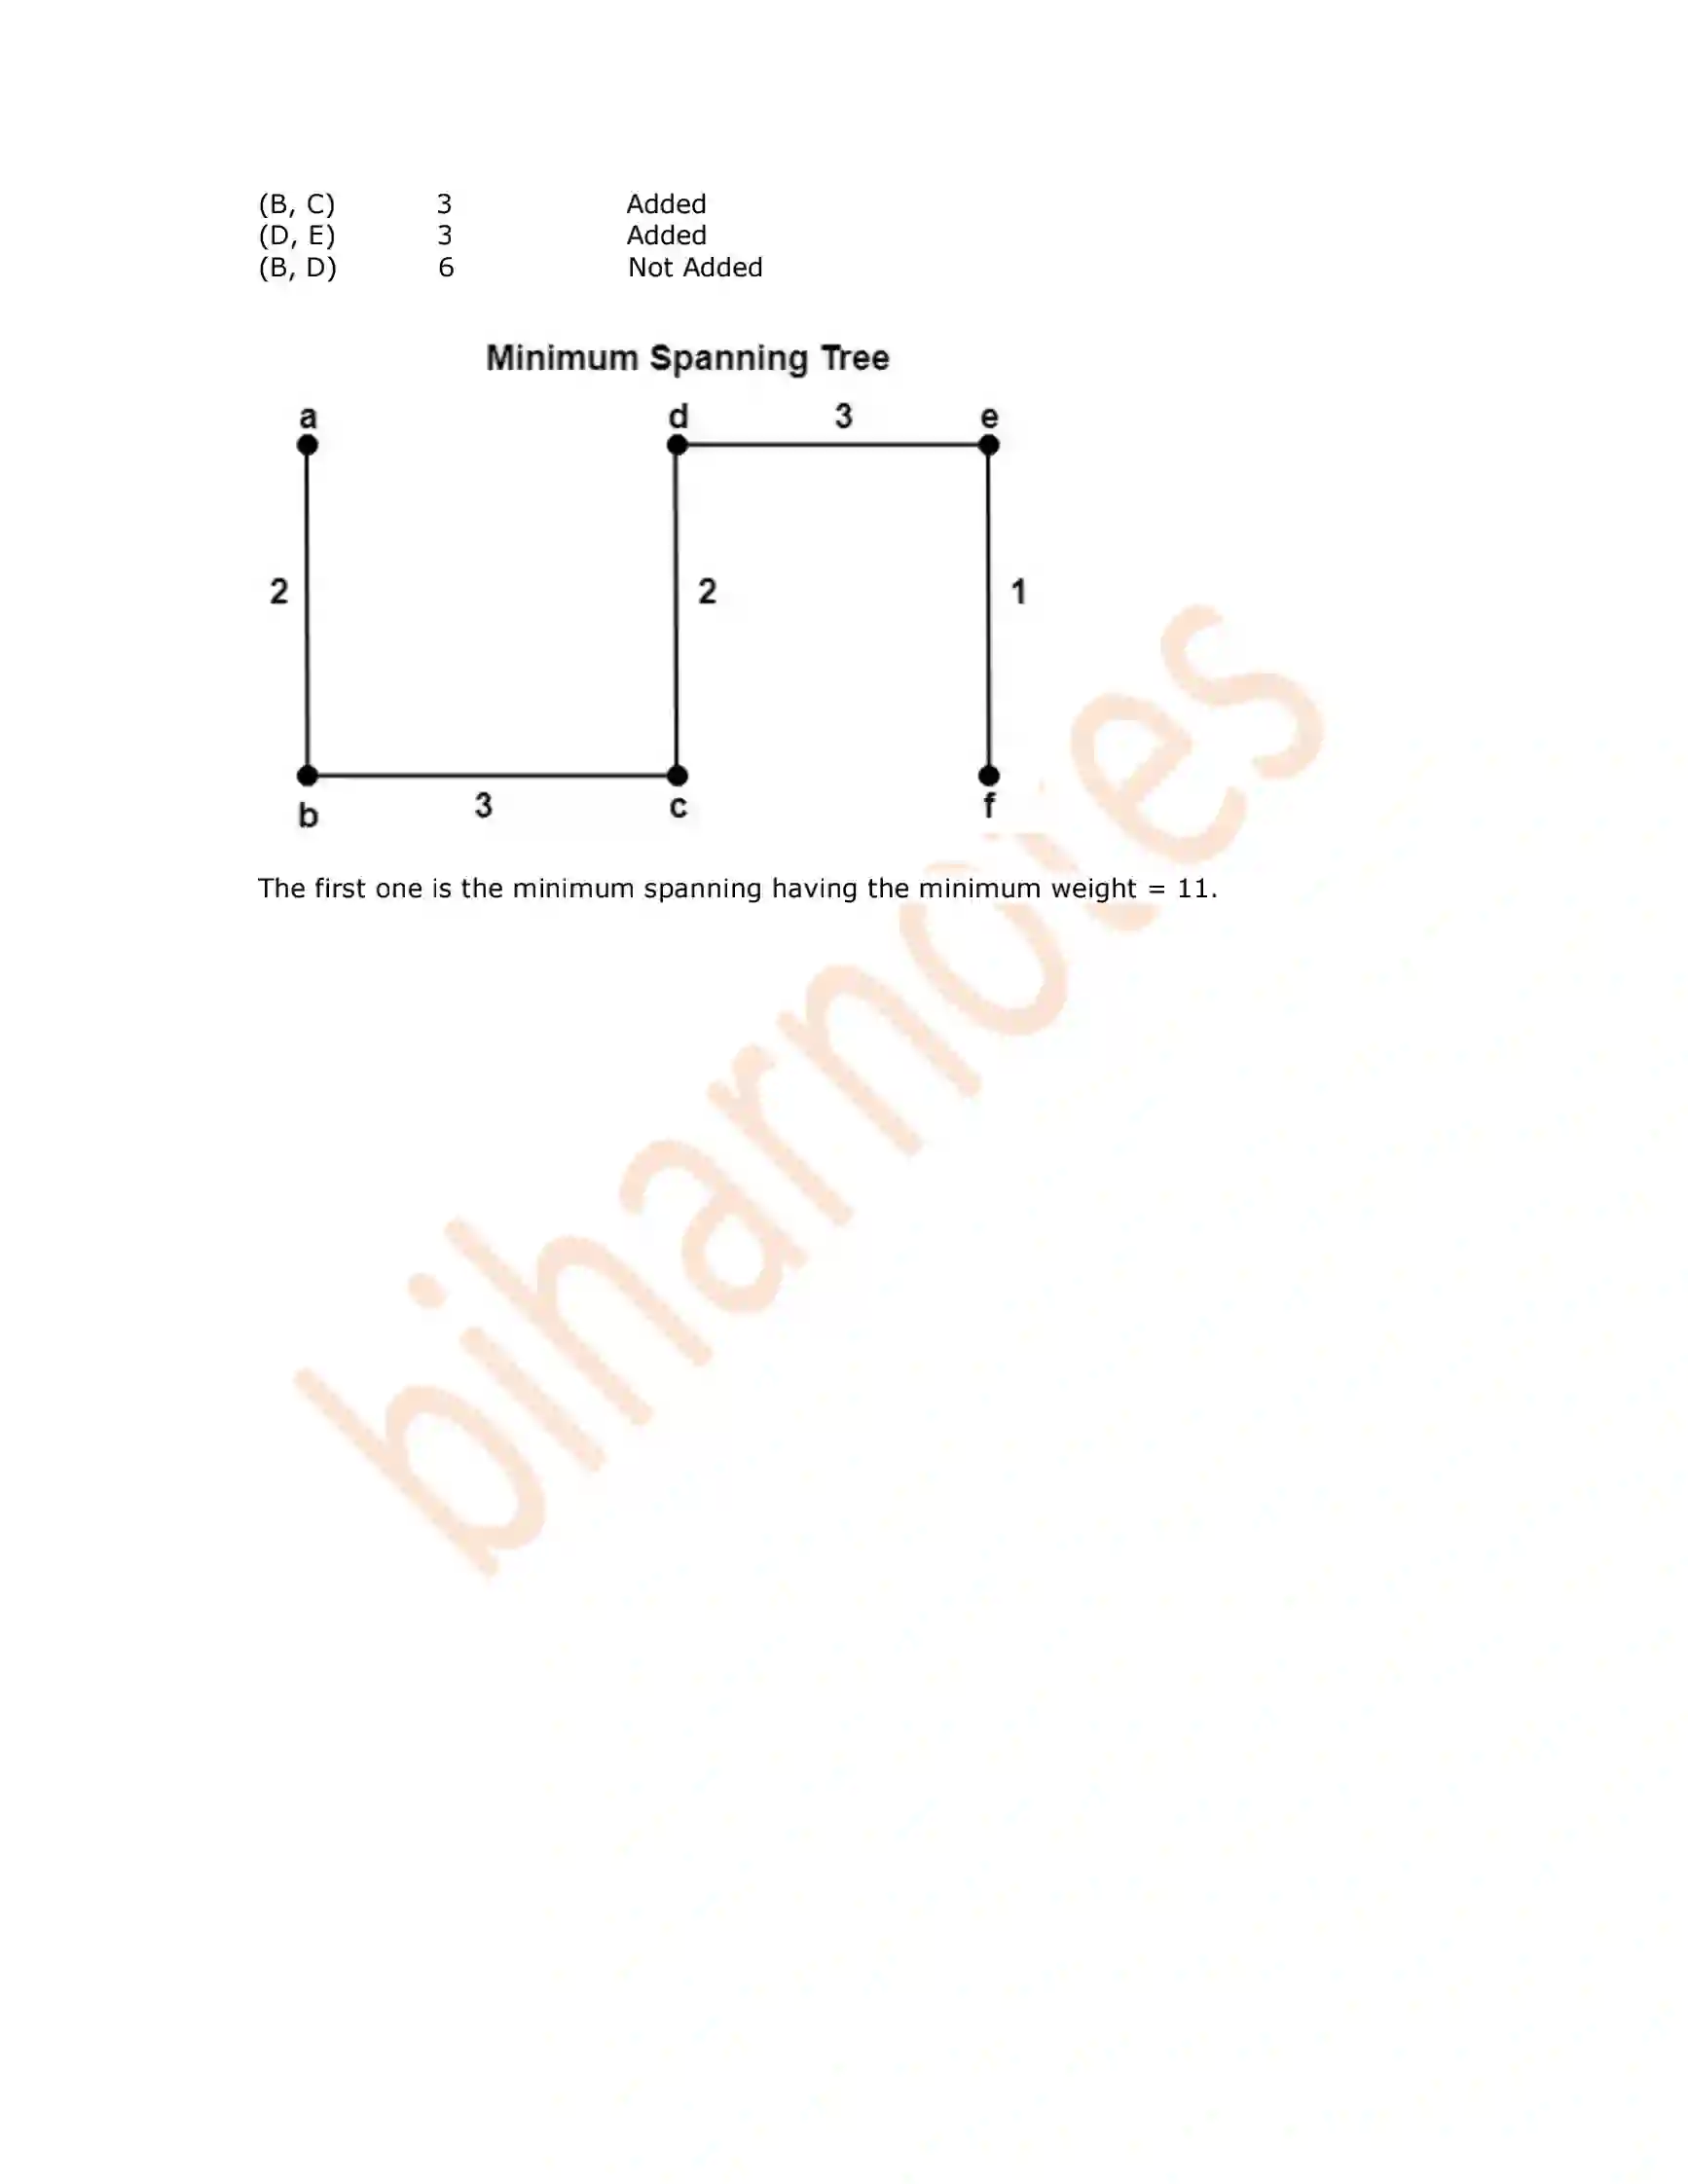 (B, C) 3 Added
(D, E) 3 Added
(B, D) 6 Not Added
Minimum Spanning Tree
a d 3 e
2 2 1
b 3 c f
The first one is the minimum spanning having the minimum weight = 11.
biharnotes